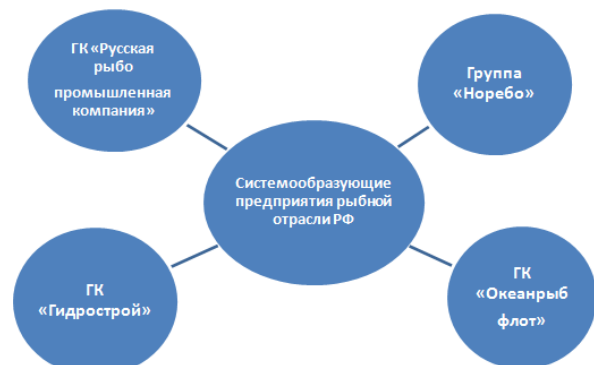 ГК «Русская
рыбо
промышленная
компания»
Группа
«Норебо»
Системообразующие
предприятия рыбной
отрасли РФ
ГК
«Гидрострой»
ГК
«Океанрыб
флот»